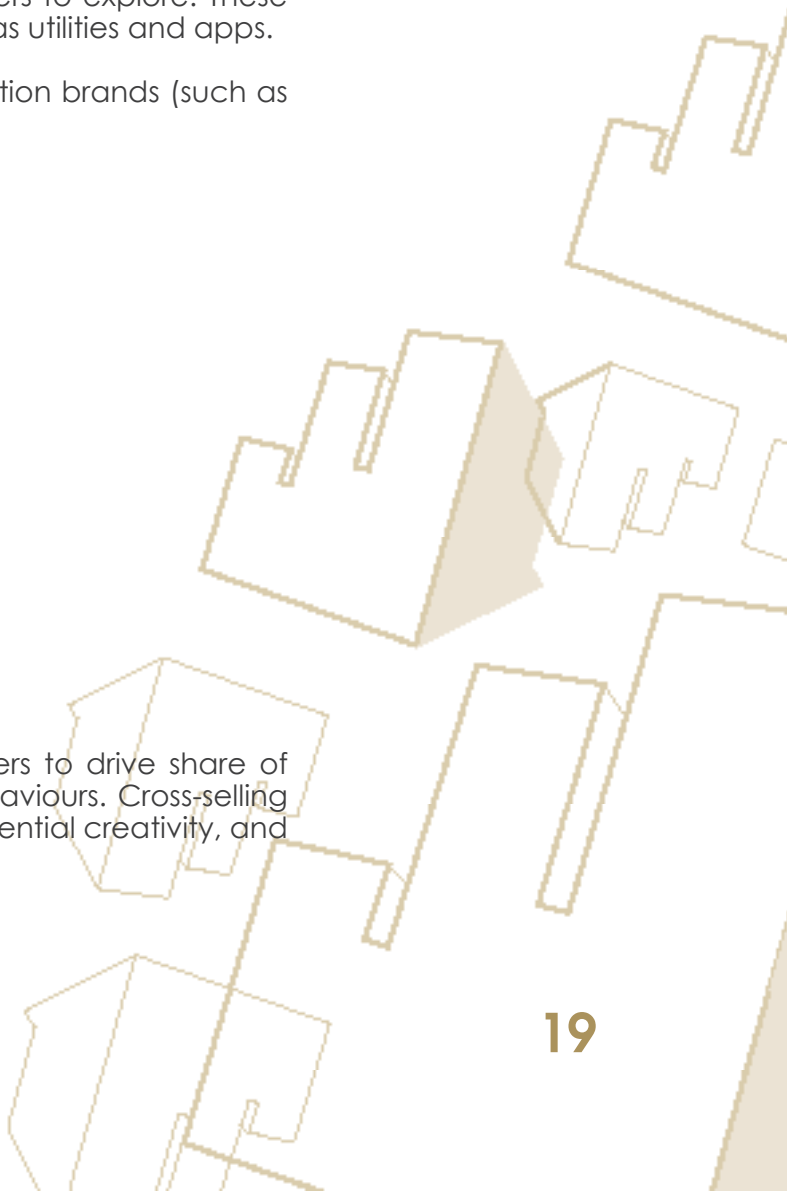 ers to explore. These
as utilities and apps.
tion brands (such as
ers to drive share of
aviours. Cross-selling
ential creativity, and
19